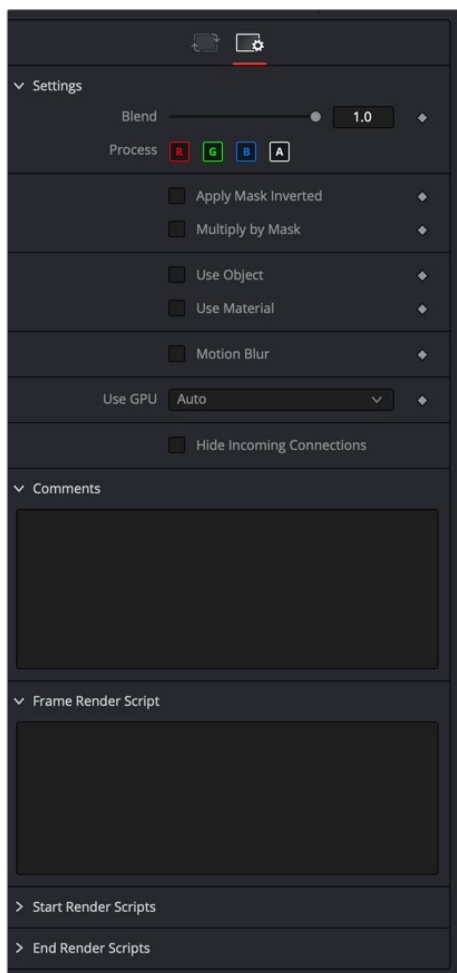 Settings
Blend 1.0
Process R G B A
Apply Mask Inverted
Multiply by Mask
Use Object
Use Material
Motion Blur
Use GPU Auto
Hide Incoming Connections
Comments
Frame Render Script
Start Render Scripts
End Render Scripts